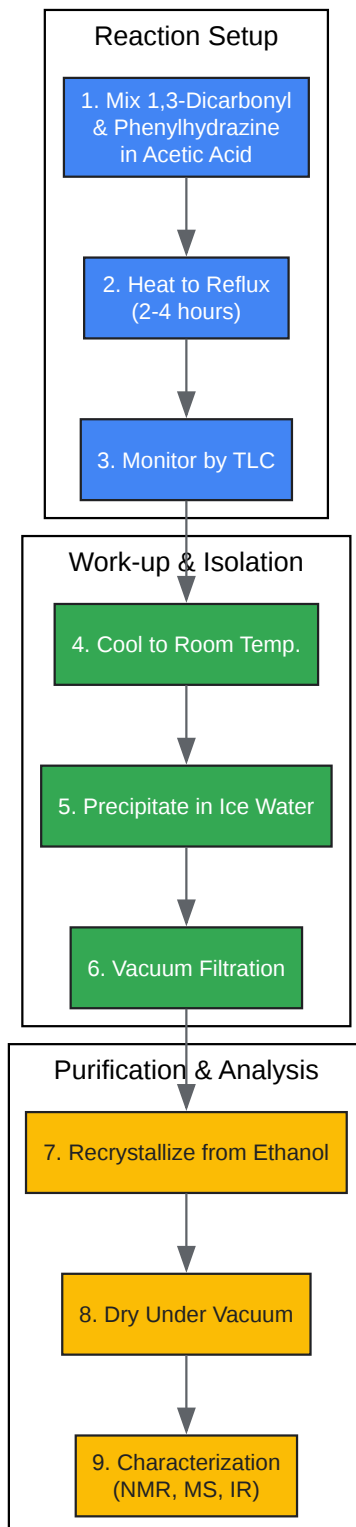 Reaction Setup
1. Mix 1,3-Dicarbonyl
& Phenylhydrazine
in Acetic Acid
2. Heat to Reflux
(2-4 hours)
3. Monitor by TLC
Work-up & Isolation
4. Cool to Room Temp.
5. Precipitate in Ice Water
6. Vacuum Filtration
Purification & Analysis
7. Recrystallize from Ethanol
8. Dry Under Vacuum
9. Characterization
(NMR, MS, IR)